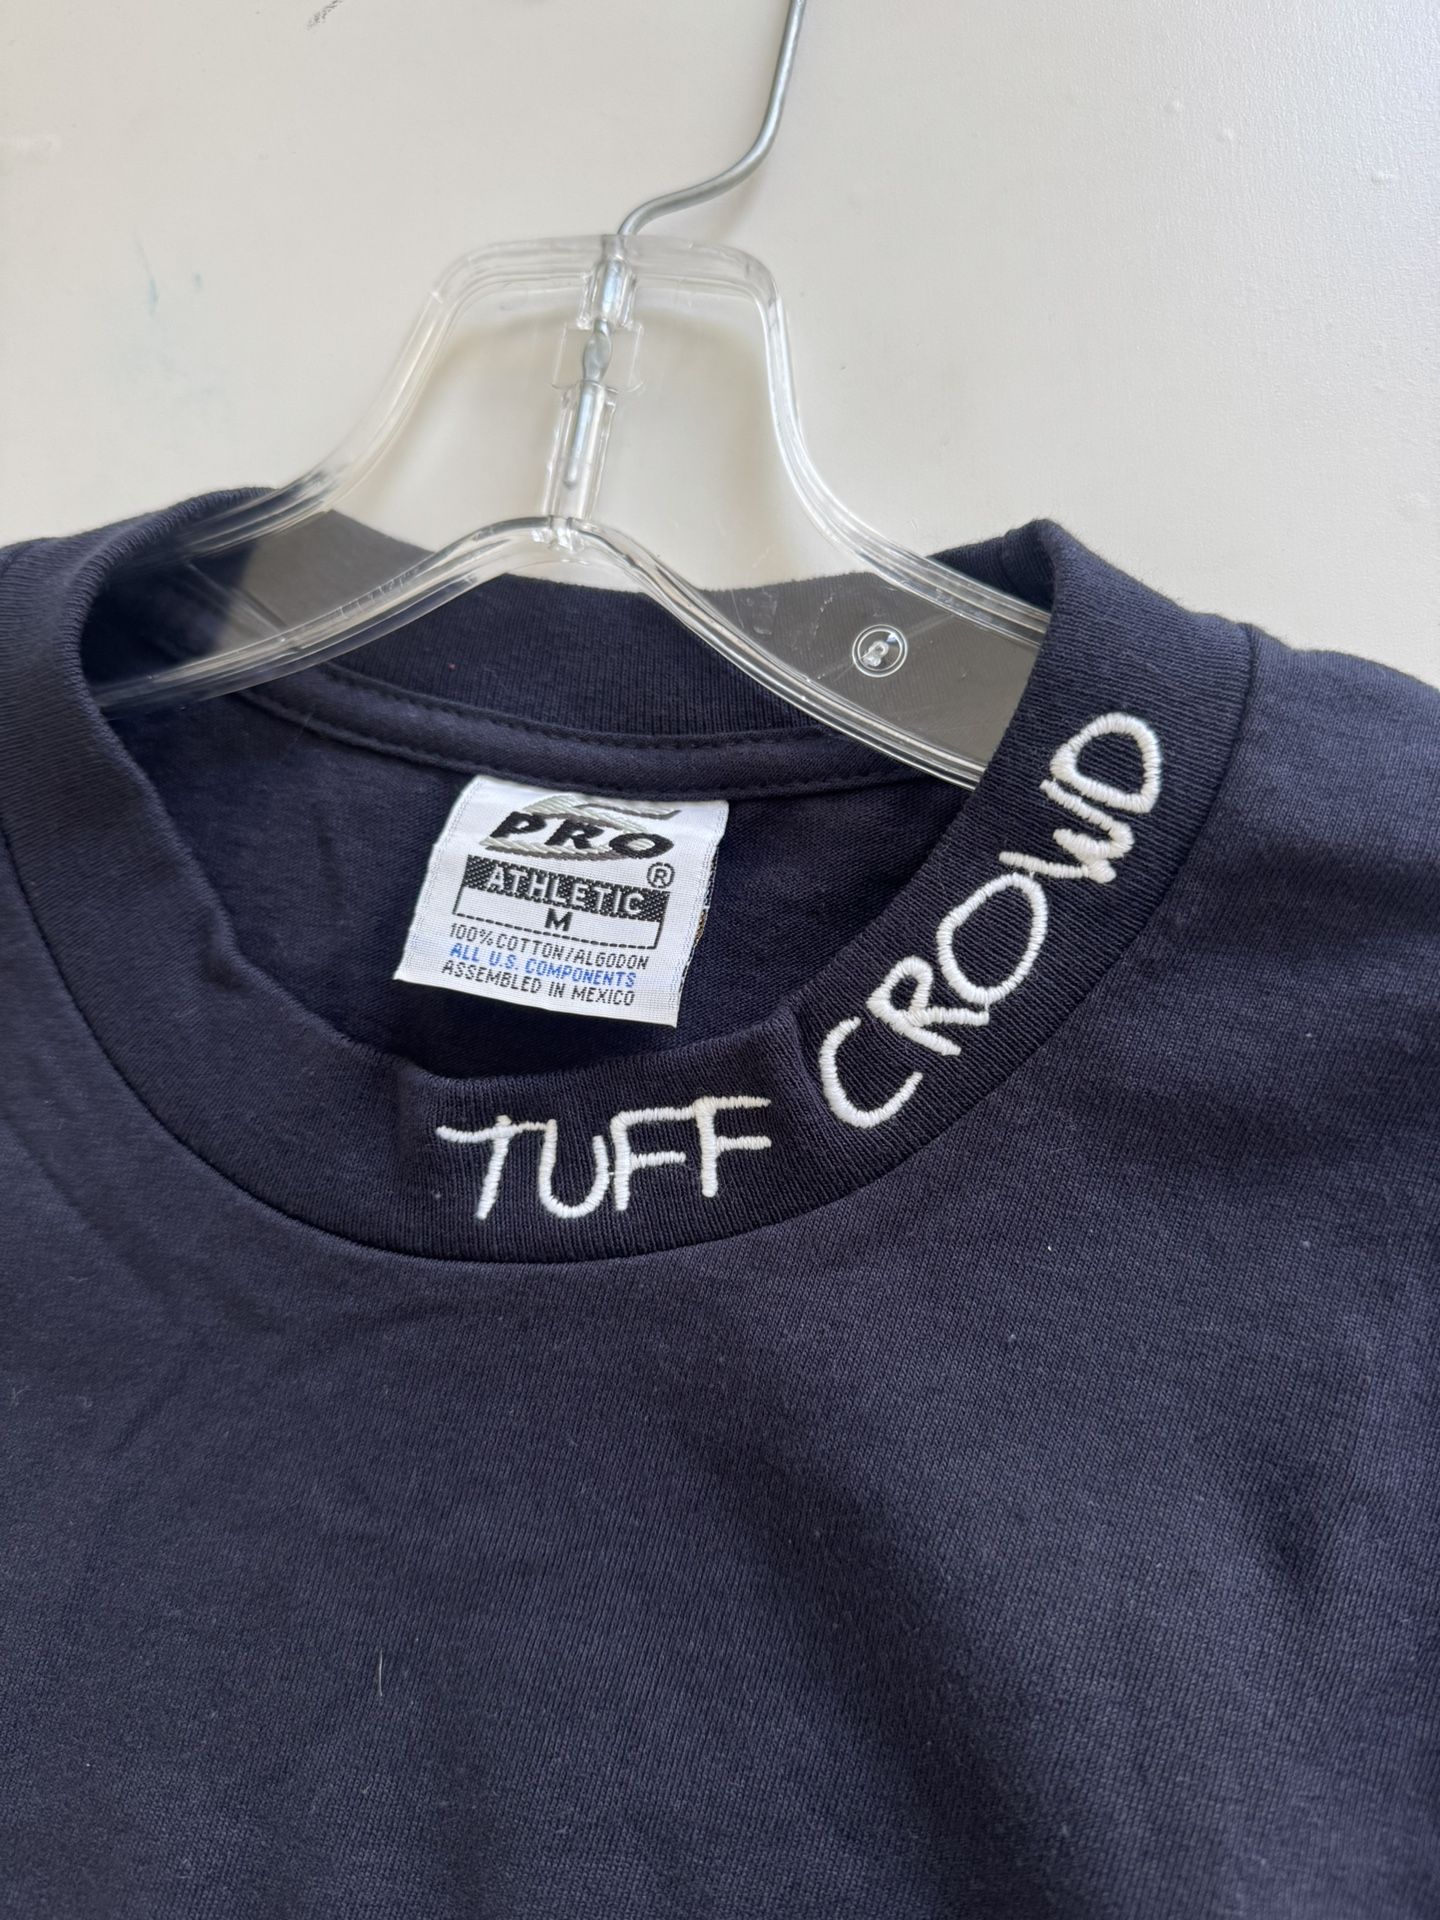 PRO
®
ATHLETIC
M
100% COTTON/ALGODON
ALL U.S. COMPONENTS
ASSEMBLED IN MEXICO
TUFF CROWD